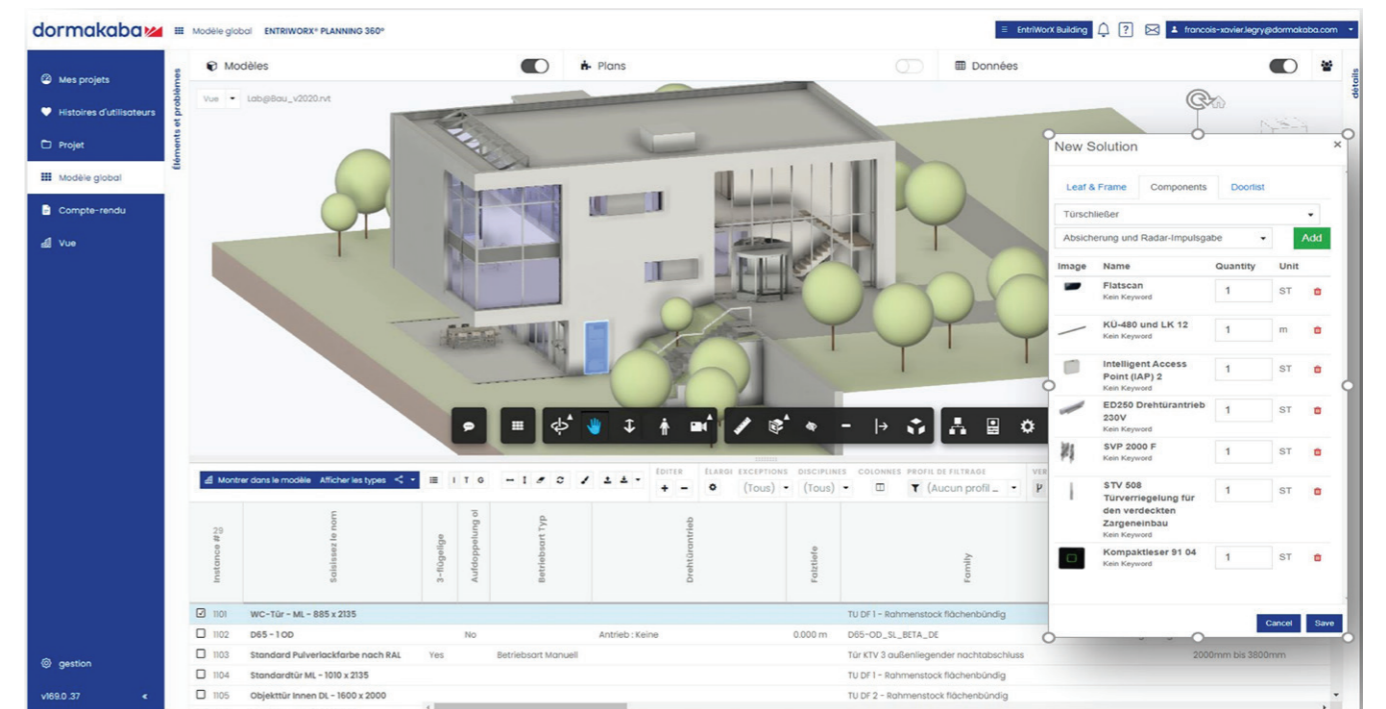 dormakaba
Modèle global ENTRIWORX® PLANNING 360°
EntriWorX Building
?
francois-xavier.legry@dormakaba.com
Mes projets
Histoires d'utilisateurs
Projet
Modèle global
Compte-rendu
Vue
gestion
v169.0 .37
Éléments et problèmes
Modèles
Plans
Données
détails
Vue
Lab@Bau_v2020.rvt
New Solution
×
Leaf & Frame
Components
Doorlist
Türschließer
Absicherung und Radar-Impulsgabe
Add
Image Name Quantity Unit
Flatscan 1 ST
Kein Keyword
KÜ-480 und LK 12 1 m
Kein Keyword
Intelligent Access
Point (IAP) 2 1 ST
Kein Keyword
ED250 Drehtürantrieb
230V 1 ST
Kein Keyword
SVP 2000 F 1 ST
Kein Keyword
STV 508
Türverriegelung für 1 ST
den verdeckten
Zargeneinbau
Kein Keyword
Kompaktleser 91 04 1 ST
Kein Keyword
Cancel Save
Montrer dans le modèle Afficher les types
I T G
ÉDITER
+ −
ÉLARGI
EXCEPTIONS
(Tous)
DISCIPLINES
(Tous)
COLONNES
PROFIL DE FILTRAGE
(Aucun profil ...
VER
29
Instance #
Saisissez le nom
3-flügelige
Aufdoppelung ol
Betriebsart Typ
Drehtürantrieb
Falztiefe
Family
1101 WC-Tür - ML - 885 x 2135 TU DF 1 - Rahmenstock flächenbündig
1102 D65 - 1 OD No Antrieb : Keine 0.000 m D65-OD_SL_BETA_DE
1103 Standard Pulverlackfarbe nach RAL Yes Betriebsart Manuell Tür KTV 3 außenliegender nachtabschluss 2000mm bis 3800mm
1104 Standardtür ML - 1010 x 2135 TU DF 1 - Rahmenstock flächenbündig
1105 Objekttür Innen DL - 1600 x 2000 TU DF 2 - Rahmenstock flächenbündig